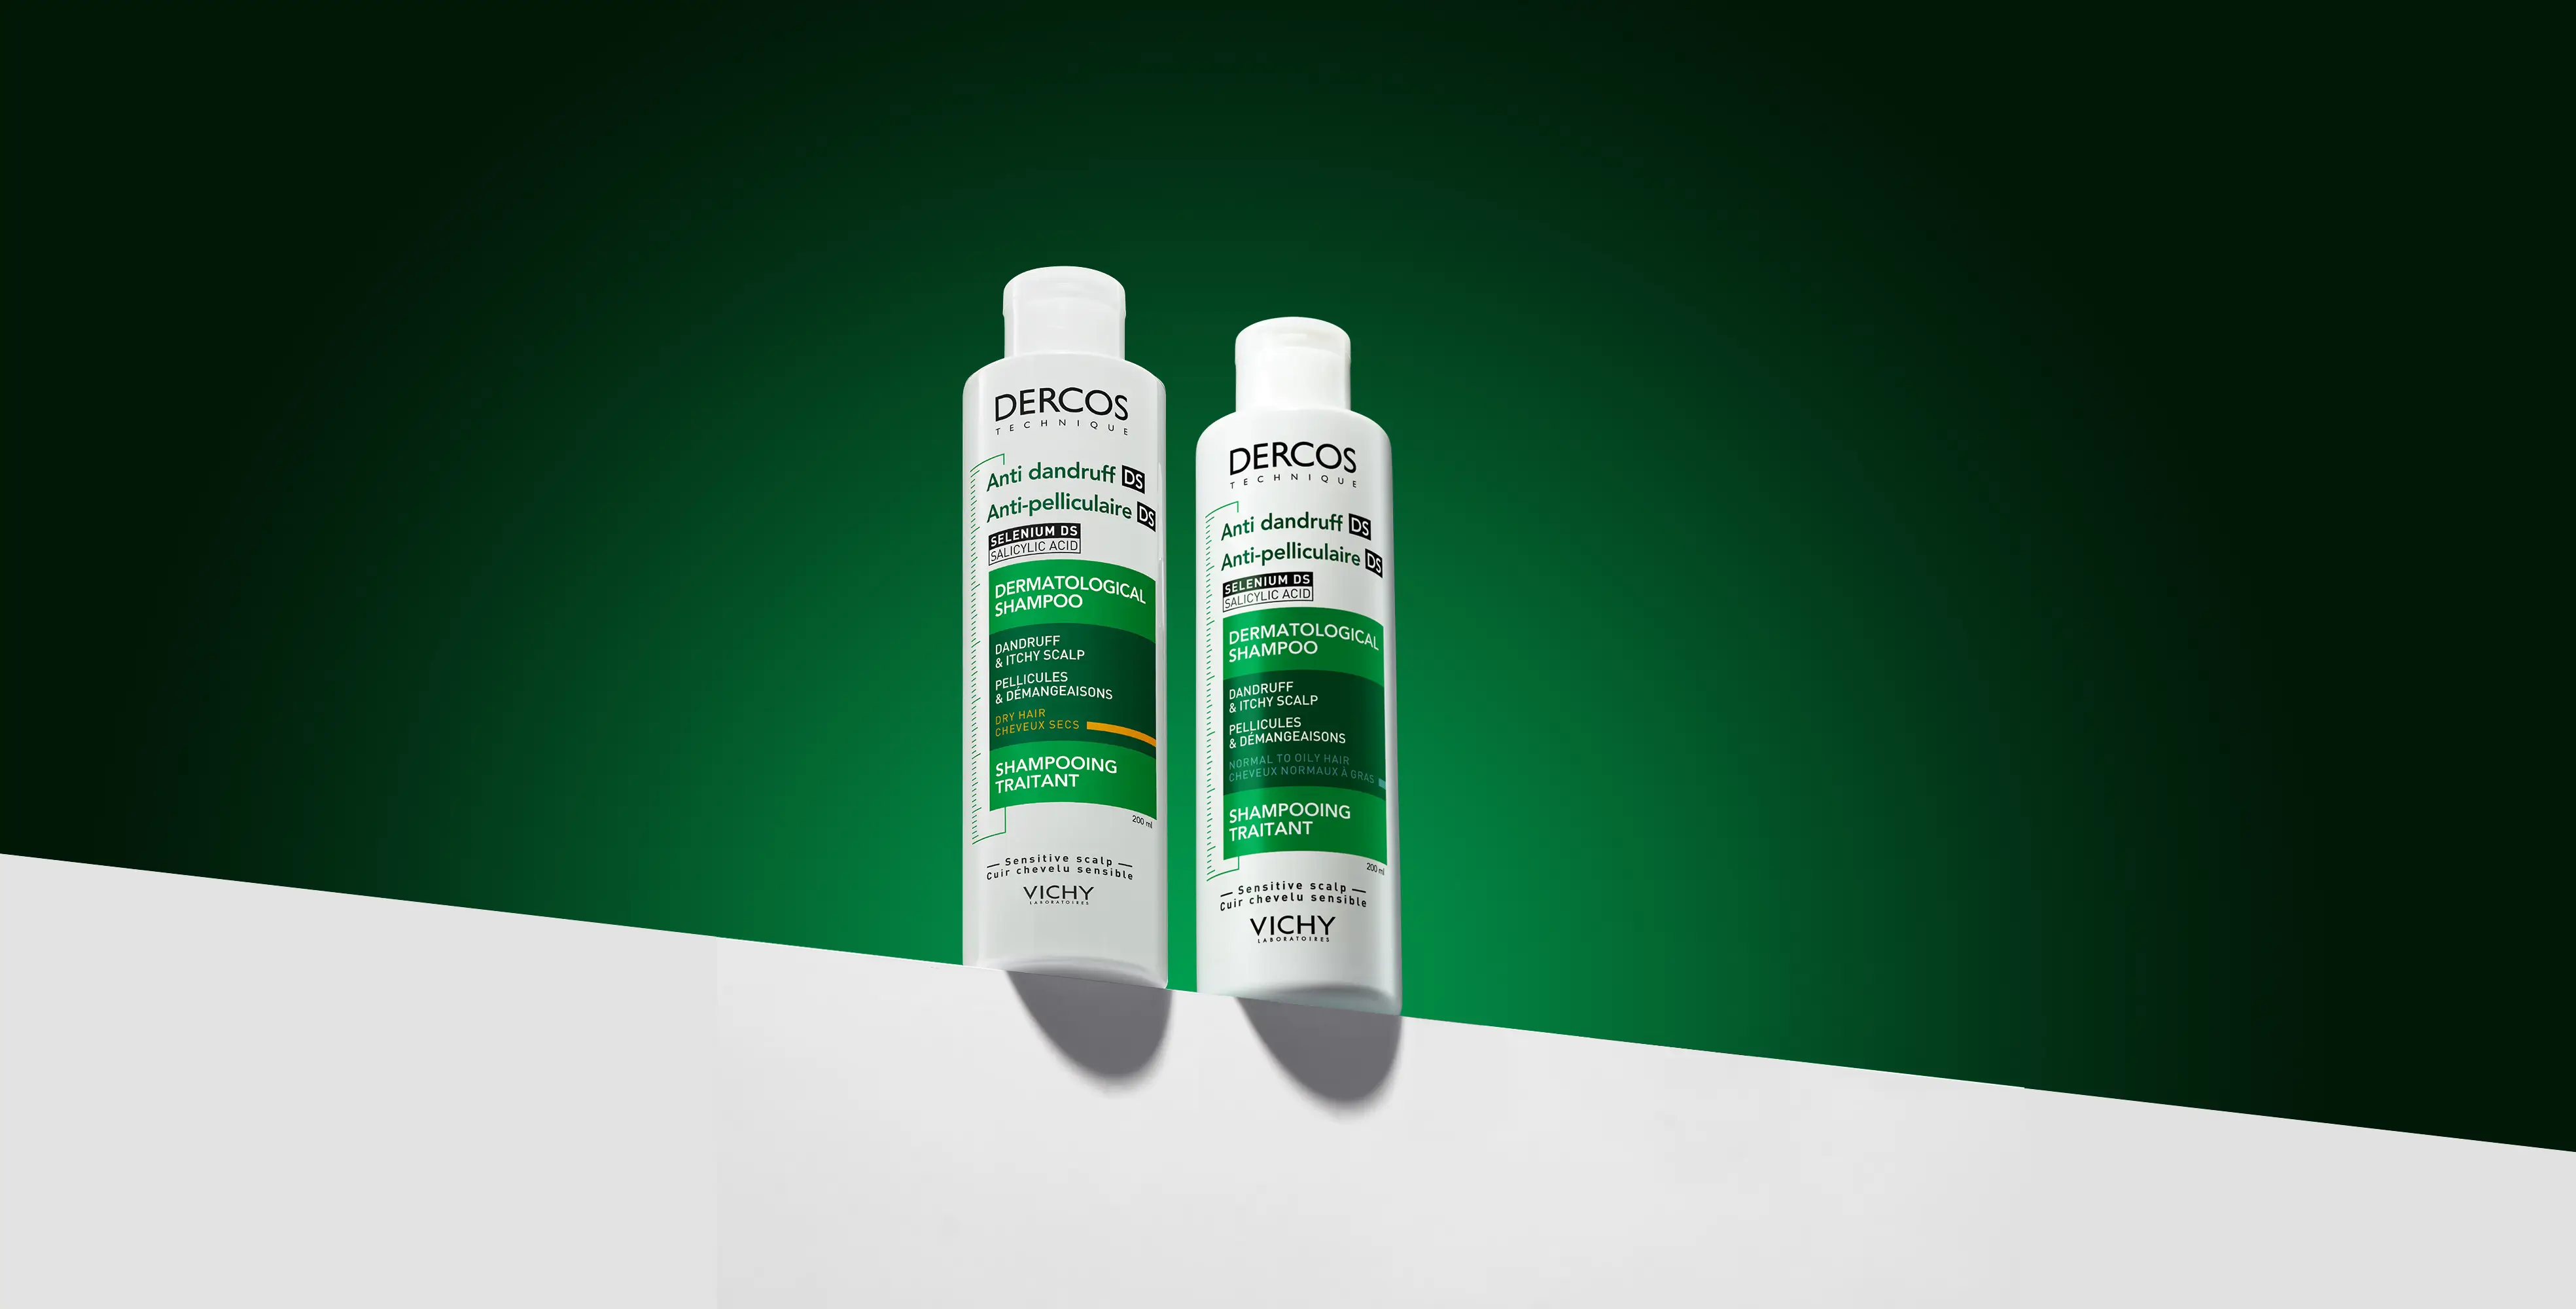 DERCOS
TECHNIQUE
Anti dandruff DS
Anti-pelliculaire DS
SELENIUM DS
SALICYLIC ACID
DERMATOLOGICAL
SHAMPOO
DANDRUFF
& ITCHY SCALP
PELLICULES
& DÉMANGEAISONS
DRY HAIR
CHEVEUX SECS
SHAMPOOING
TRAITANT
200 ml
Sensitive scalp
Cuir chevelu sensible
VICHY
LABORATOIRES
DERCOS
TECHNIQUE
Anti dandruff DS
Anti-pelliculaire DS
SELENIUM DS
SALICYLIC ACID
DERMATOLOGICAL
SHAMPOO
DANDRUFF
& ITCHY SCALP
PELLICULES
& DÉMANGEAISONS
NORMAL TO OILY HAIR
CHEVEUX NORMAUX À GRAS
SHAMPOOING
TRAITANT
200 ml
Sensitive scalp
Cuir chevelu sensible
VICHY
LABORATOIRES